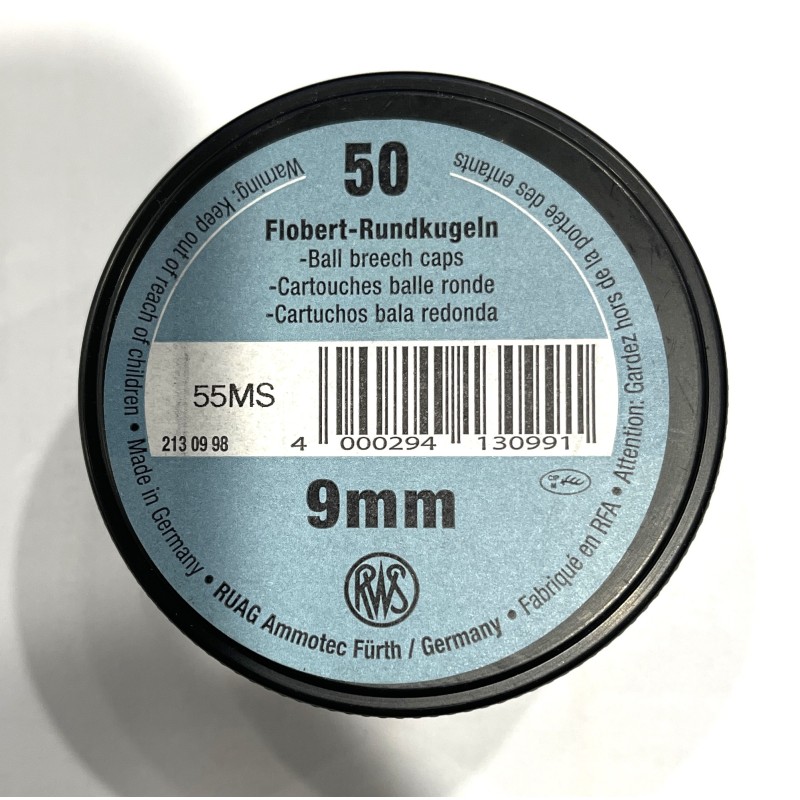 50
Flobert-Rundkugeln
-Ball breech caps
-Cartouches balle ronde
-Cartuchos bala redonda
55MS
213 09 98
4 000294 130991
9mm
CIP
RWS
Warning: Keep out of reach of children • Made in Germany • RUAG Ammotec Fürth / Germany • Fabriqué en RFA • Attention: Gardez hors de la portée des enfants